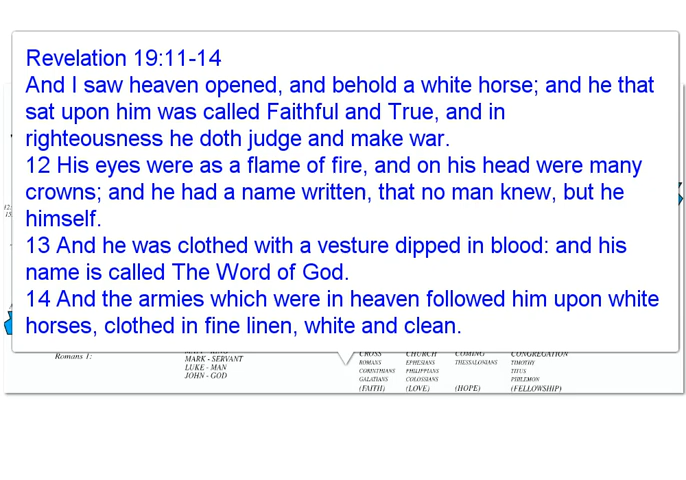 Revelation 19:11-14
And I saw heaven opened, and behold a white horse; and he that
sat upon him was called Faithful and True, and in
righteousness he doth judge and make war.
12 His eyes were as a flame of fire, and on his head were many
crowns; and he had a name written, that no man knew, but he
himself.
13 And he was clothed with a vesture dipped in blood: and his
name is called The Word of God.
14 And the armies which were in heaven followed him upon white
horses, clothed in fine linen, white and clean.
Romans 1:
MARK - SERVANT
LUKE - MAN
JOHN - GOD
CROSS CHURCH COMING CONGREGATION
ROMANS EPHESIANS THESSALONIANS TIMOTHY
CORINTHIANS PHILIPPIANS TITUS
GALATIANS COLOSSIANS PHILEMON
(FAITH) (LOVE) (HOPE) (FELLOWSHIP)